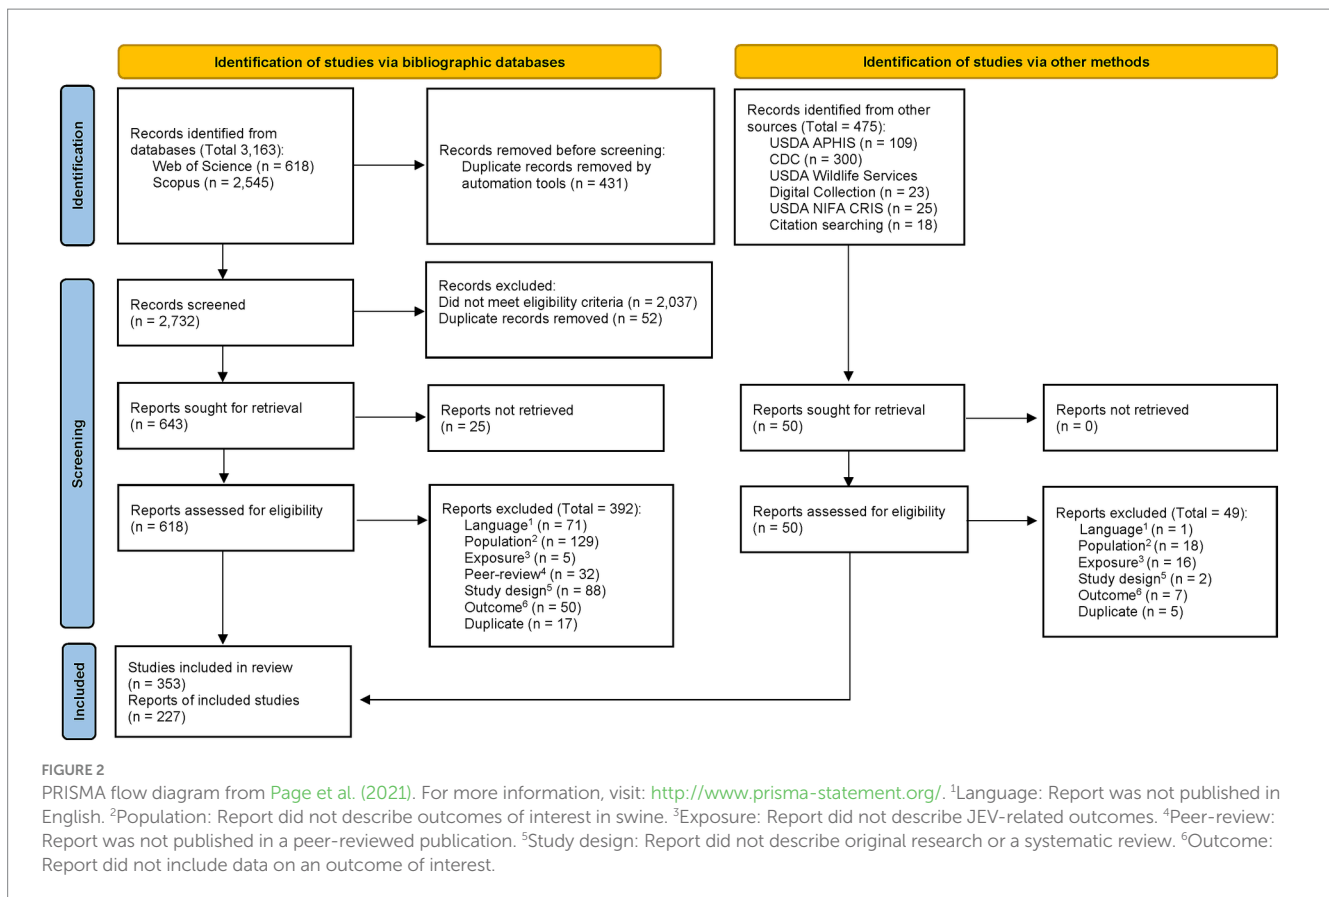 Identification of studies via bibliographic databases
Identification of studies via other methods
Identification
Records identified from
databases (Total 3,163):
Web of Science (n = 618)
Scopus (n = 2,545)
Records removed before screening:
Duplicate records removed by
automation tools (n = 431)
Records identified from other
sources (Total = 475):
USDA APHIS (n = 109)
CDC (n = 300)
USDA Wildlife Services
Digital Collection (n = 23)
USDA NIFA CRIS (n = 25)
Citation searching (n = 18)
Screening
Records screened
(n = 2,732)
Records excluded:
Did not meet eligibility criteria (n = 2,037)
Duplicate records removed (n = 52)
Reports sought for retrieval
(n = 643)
Reports not retrieved
(n = 25)
Reports sought for retrieval
(n = 50)
Reports not retrieved
(n = 0)
Reports assessed for eligibility
(n = 618)
Reports excluded (Total = 392):
Language¹ (n = 71)
Population² (n = 129)
Exposure³ (n = 5)
Peer-review⁴ (n = 32)
Study design⁵ (n = 88)
Outcome⁶ (n = 50)
Duplicate (n = 17)
Reports assessed for eligibility
(n = 50)
Reports excluded (Total = 49):
Language¹ (n = 1)
Population² (n = 18)
Exposure³ (n = 16)
Study design⁵ (n = 2)
Outcome⁶ (n = 7)
Duplicate (n = 5)
Included
Studies included in review
(n = 353)
Reports of included studies
(n = 227)
FIGURE 2
PRISMA flow diagram from Page et al. (2021). For more information, visit: http://www.prisma-statement.org/. ¹Language: Report was not published in
English. ²Population: Report did not describe outcomes of interest in swine. ³Exposure: Report did not describe JEV-related outcomes. ⁴Peer-review:
Report was not published in a peer-reviewed publication. ⁵Study design: Report did not describe original research or a systematic review. ⁶Outcome:
Report did not include data on an outcome of interest.